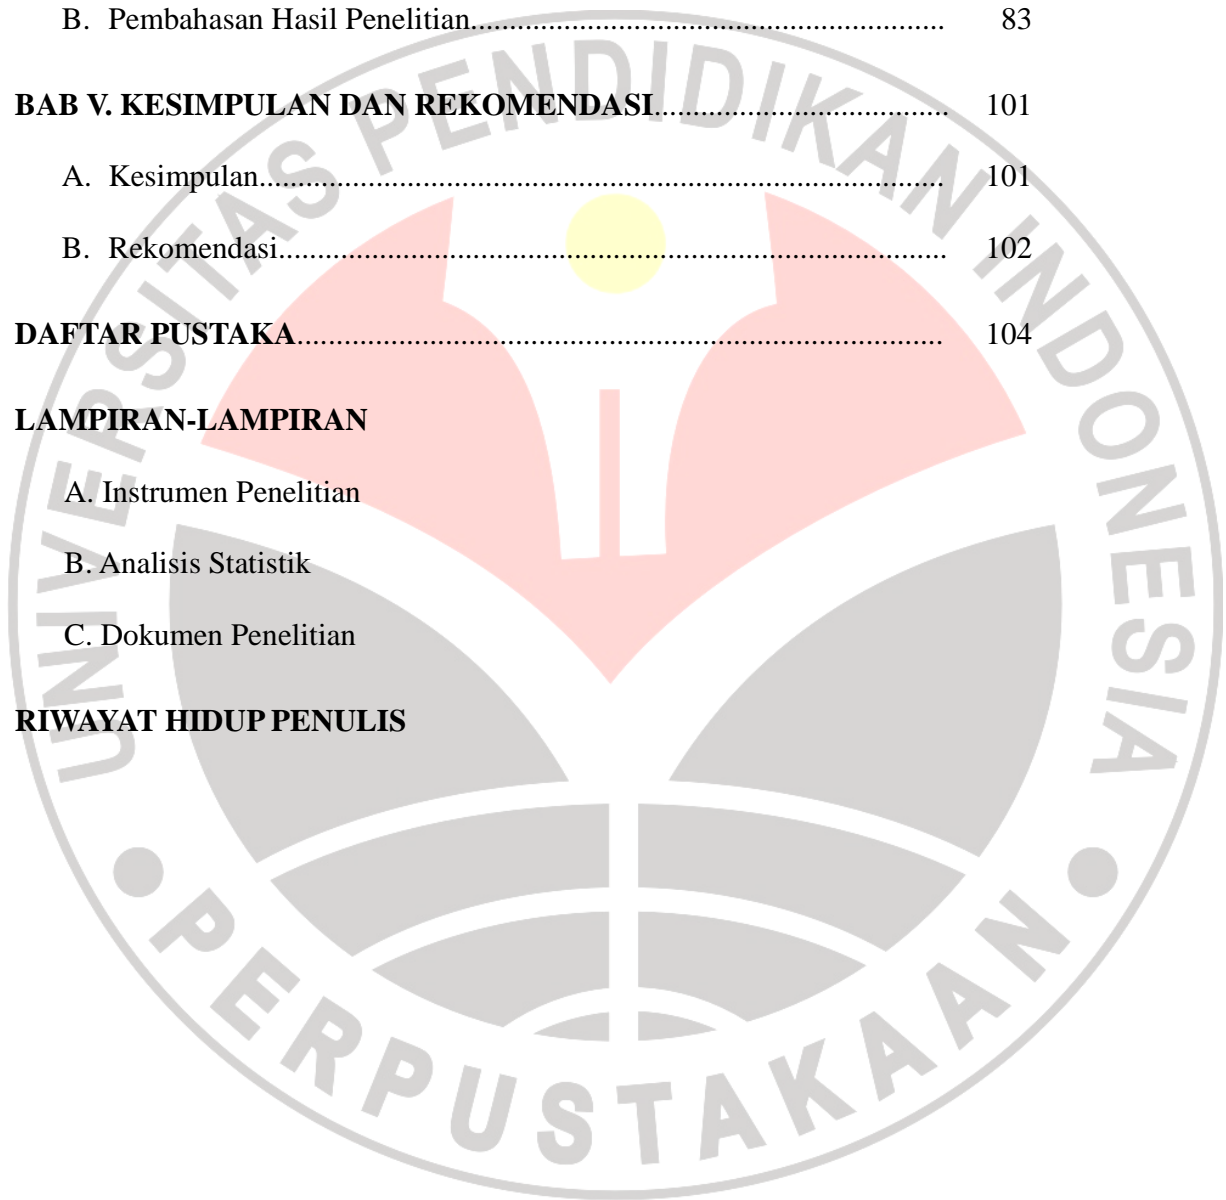 B. Pembahasan Hasil Penelitian............................................................. 83
BAB V. KESIMPULAN DAN REKOMENDASI...................................... 101
A. Kesimpulan........................................................................................ 101
B. Rekomendasi...................................................................................... 102
DAFTAR PUSTAKA................................................................................... 104
LAMPIRAN-LAMPIRAN
A. Instrumen Penelitian
B. Analisis Statistik
C. Dokumen Penelitian
RIWAYAT HIDUP PENULIS
UNIVERSITAS PENDIDIKAN INDONESIA
PERPUSTAKAAN